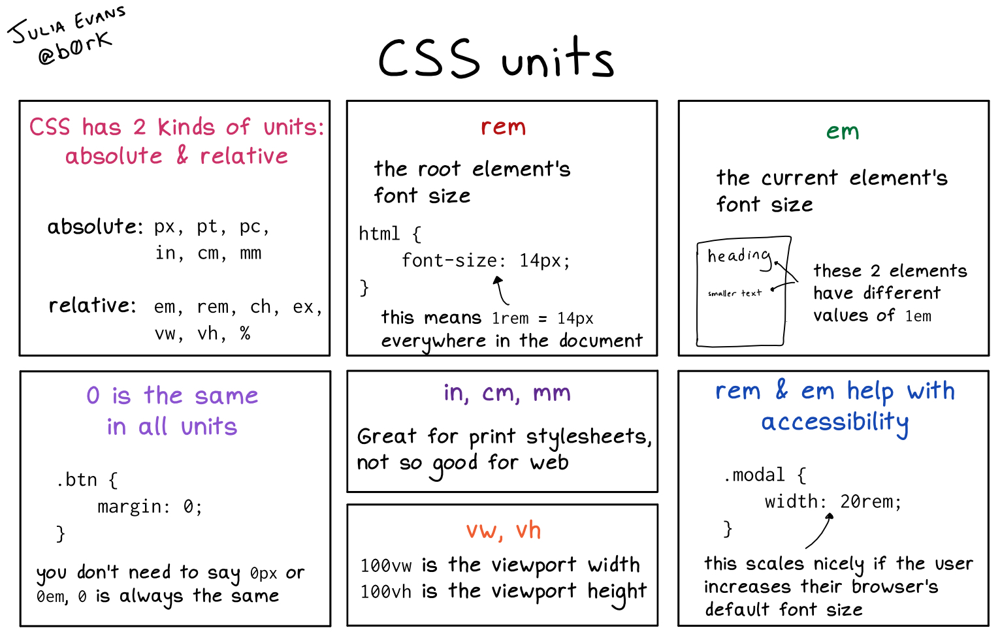 JULIA EVANS
@b0rk
CSS units
CSS has 2 kinds of units:
absolute & relative
absolute: px, pt, pc,
in, cm, mm
relative: em, rem, ch, ex,
vw, vh, %
rem
the root element's
font size
html {
font-size: 14px;
}
this means 1rem = 14px
everywhere in the document
em
the current element's
font size
heading
smaller text
these 2 elements
have different
values of 1em
0 is the same
in all units
.btn {
margin: 0;
}
you don't need to say 0px or
0em, 0 is always the same
in, cm, mm
Great for print stylesheets,
not so good for web
vw, vh
100vw is the viewport width
100vh is the viewport height
rem & em help with
accessibility
.modal {
width: 20rem;
}
this scales nicely if the user
increases their browser's
default font size